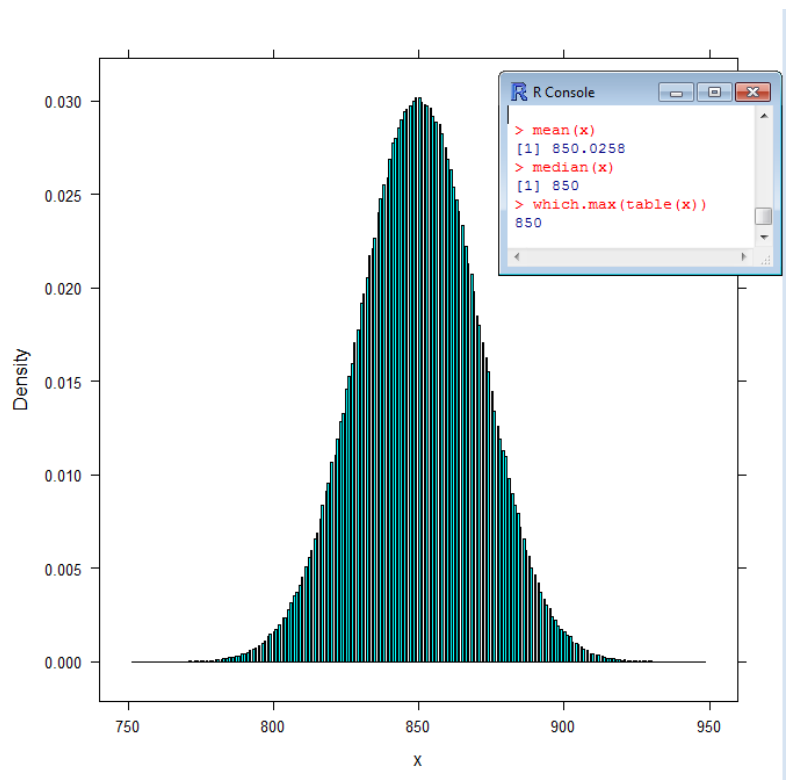 R Console
> mean(x)
[1] 850.0258
> median(x)
[1] 850
> which.max(table(x))
850
0.030
0.025
0.020
0.015
0.010
0.005
0.000
Density
750 800 850 900 950
x